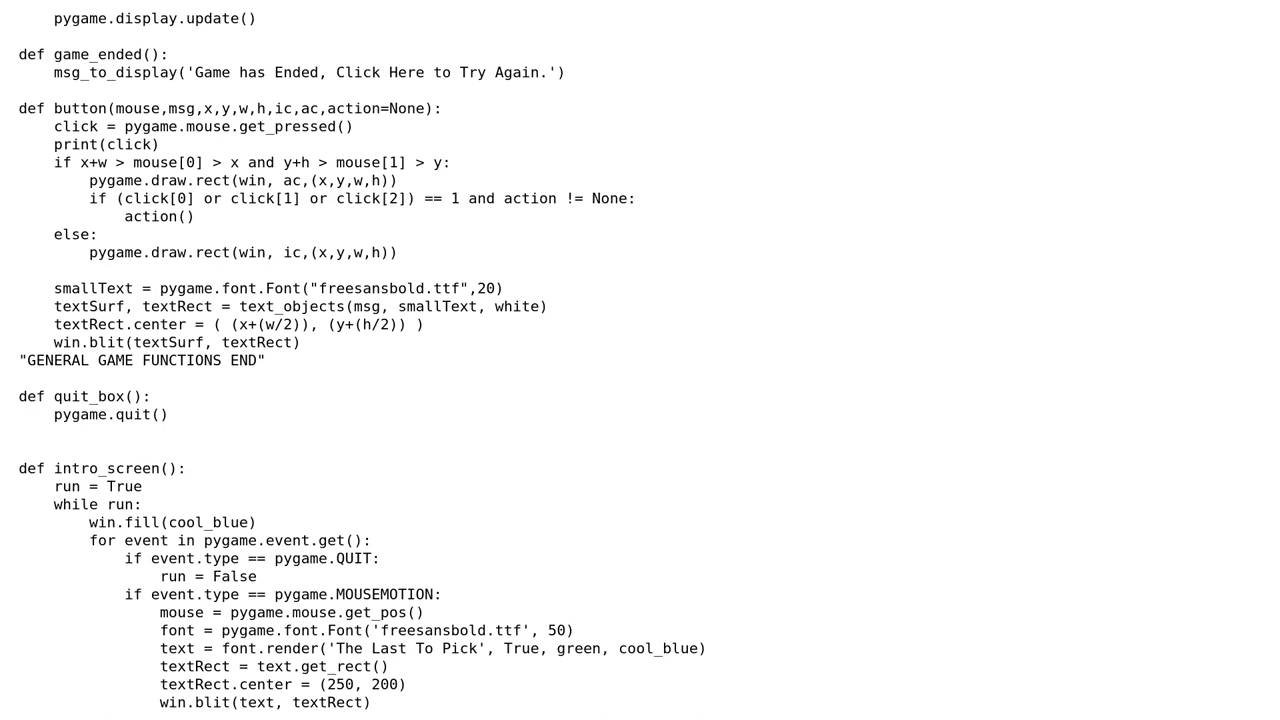 pygame.display.update()

def game_ended():
    msg_to_display('Game has Ended, Click Here to Try Again.')

def button(mouse,msg,x,y,w,h,ic,ac,action=None):
    click = pygame.mouse.get_pressed()
    print(click)
    if x+w > mouse[0] > x and y+h > mouse[1] > y:
        pygame.draw.rect(win, ac,(x,y,w,h))
        if (click[0] or click[1] or click[2]) == 1 and action != None:
            action()
    else:
        pygame.draw.rect(win, ic,(x,y,w,h))

    smallText = pygame.font.Font("freesansbold.ttf",20)
    textSurf, textRect = text_objects(msg, smallText, white)
    textRect.center = ( (x+(w/2)), (y+(h/2)) )
    win.blit(textSurf, textRect)
"GENERAL GAME FUNCTIONS END"

def quit_box():
    pygame.quit()


def intro_screen():
    run = True
    while run:
        win.fill(cool_blue)
        for event in pygame.event.get():
            if event.type == pygame.QUIT:
                run = False
            if event.type == pygame.MOUSEMOTION:
                mouse = pygame.mouse.get_pos()
                font = pygame.font.Font('freesansbold.ttf', 50)
                text = font.render('The Last To Pick', True, green, cool_blue)
                textRect = text.get_rect()
                textRect.center = (250, 200)
                win.blit(text, textRect)